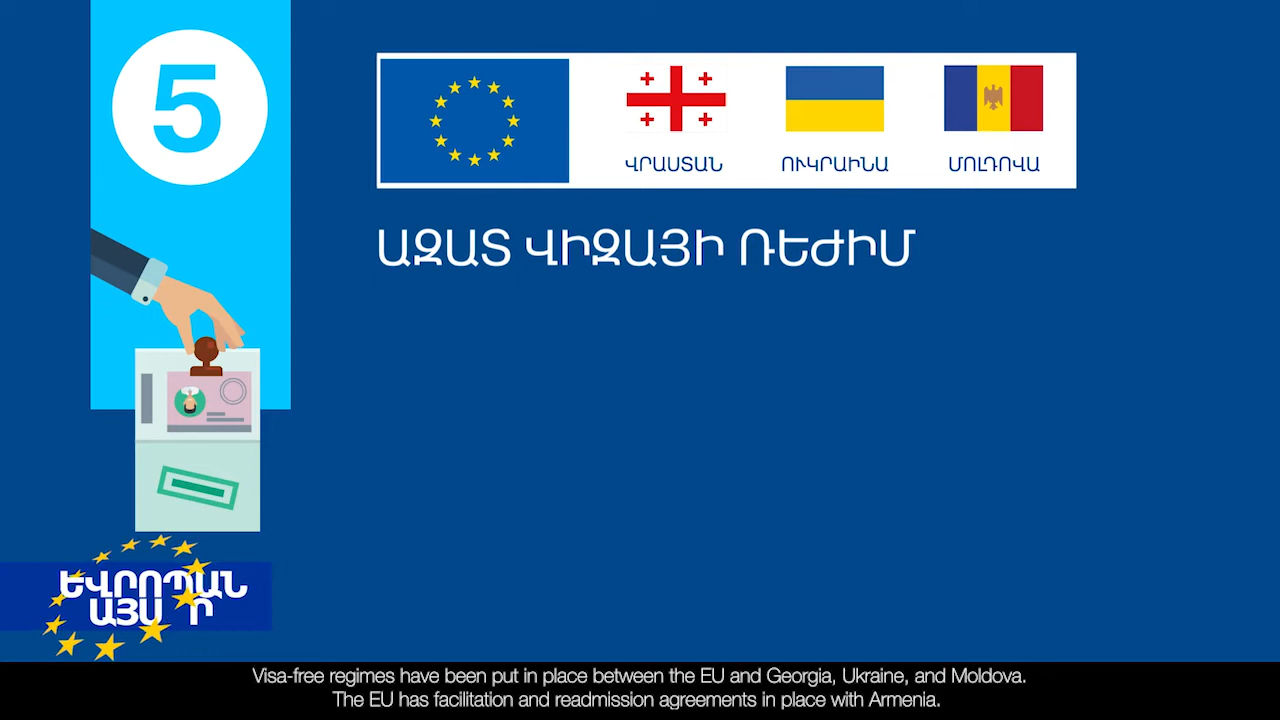 5
ՎՐԱՍՏԱՆ
ՈՒԿՐԱԻՆԱ
ՄՈԼԴՈՎԱ
ԱԶԱՏ ՎԻԶԱՅԻ ՌԵԺԻՄ
ԵՎՐՈՊԱՆ
Visa-free regimes have been put in place between the EU and Georgia, Ukraine, and Moldova.
The EU has facilitation and readmission agreements in place with Armenia.